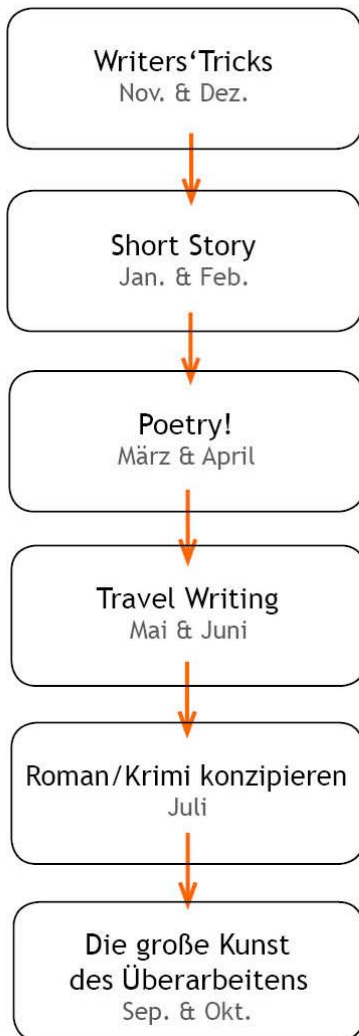 Writers‘Tricks
Nov. & Dez.
Short Story
Jan. & Feb.
Poetry!
März & April
Travel Writing
Mai & Juni
Roman/Krimi konzipieren
Juli
Die große Kunst
des Überarbeitens
Sep. & Okt.